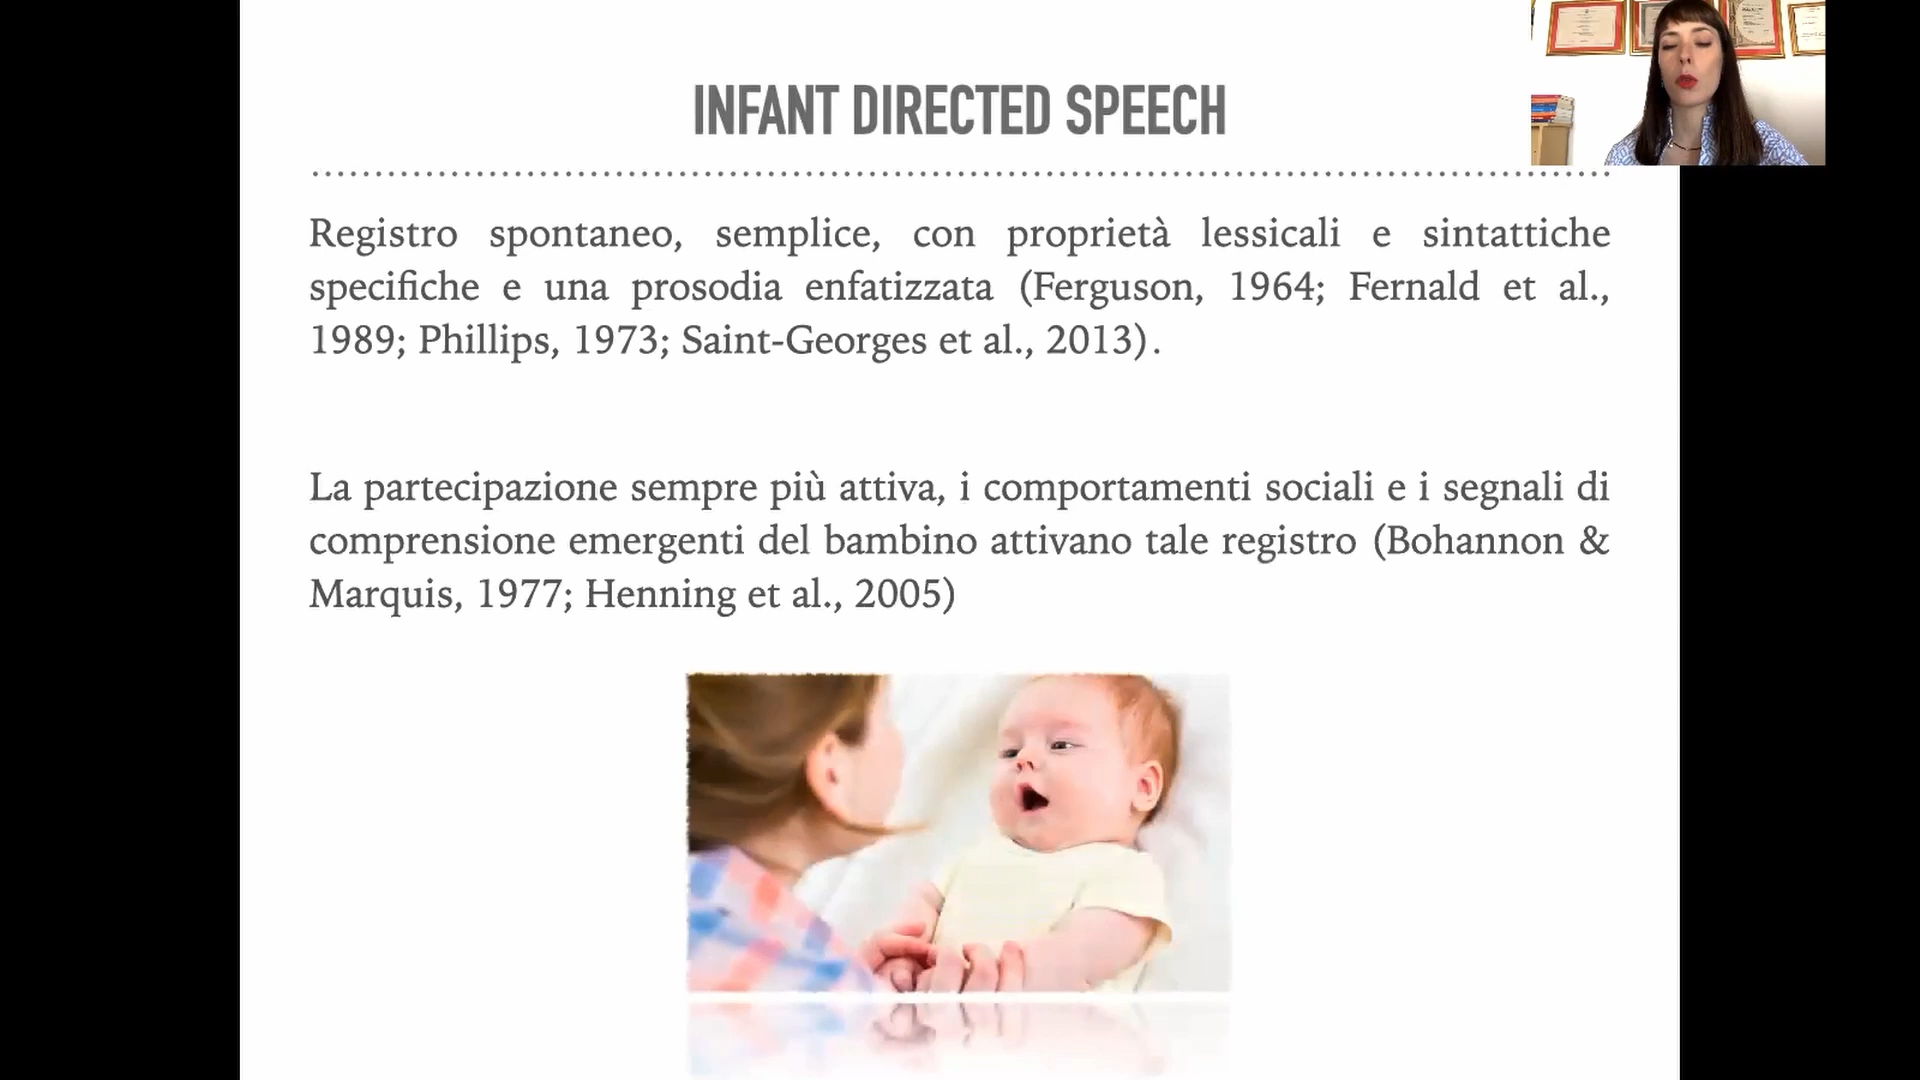 INFANT DIRECTED SPEECH
Registro spontaneo, semplice, con proprietà lessicali e sintattiche
specifiche e una prosodia enfatizzata (Ferguson, 1964; Fernald et al.,
1989; Phillips, 1973; Saint-Georges et al., 2013).
La partecipazione sempre più attiva, i comportamenti sociali e i segnali di
comprensione emergenti del bambino attivano tale registro (Bohannon &
Marquis, 1977; Henning et al., 2005)